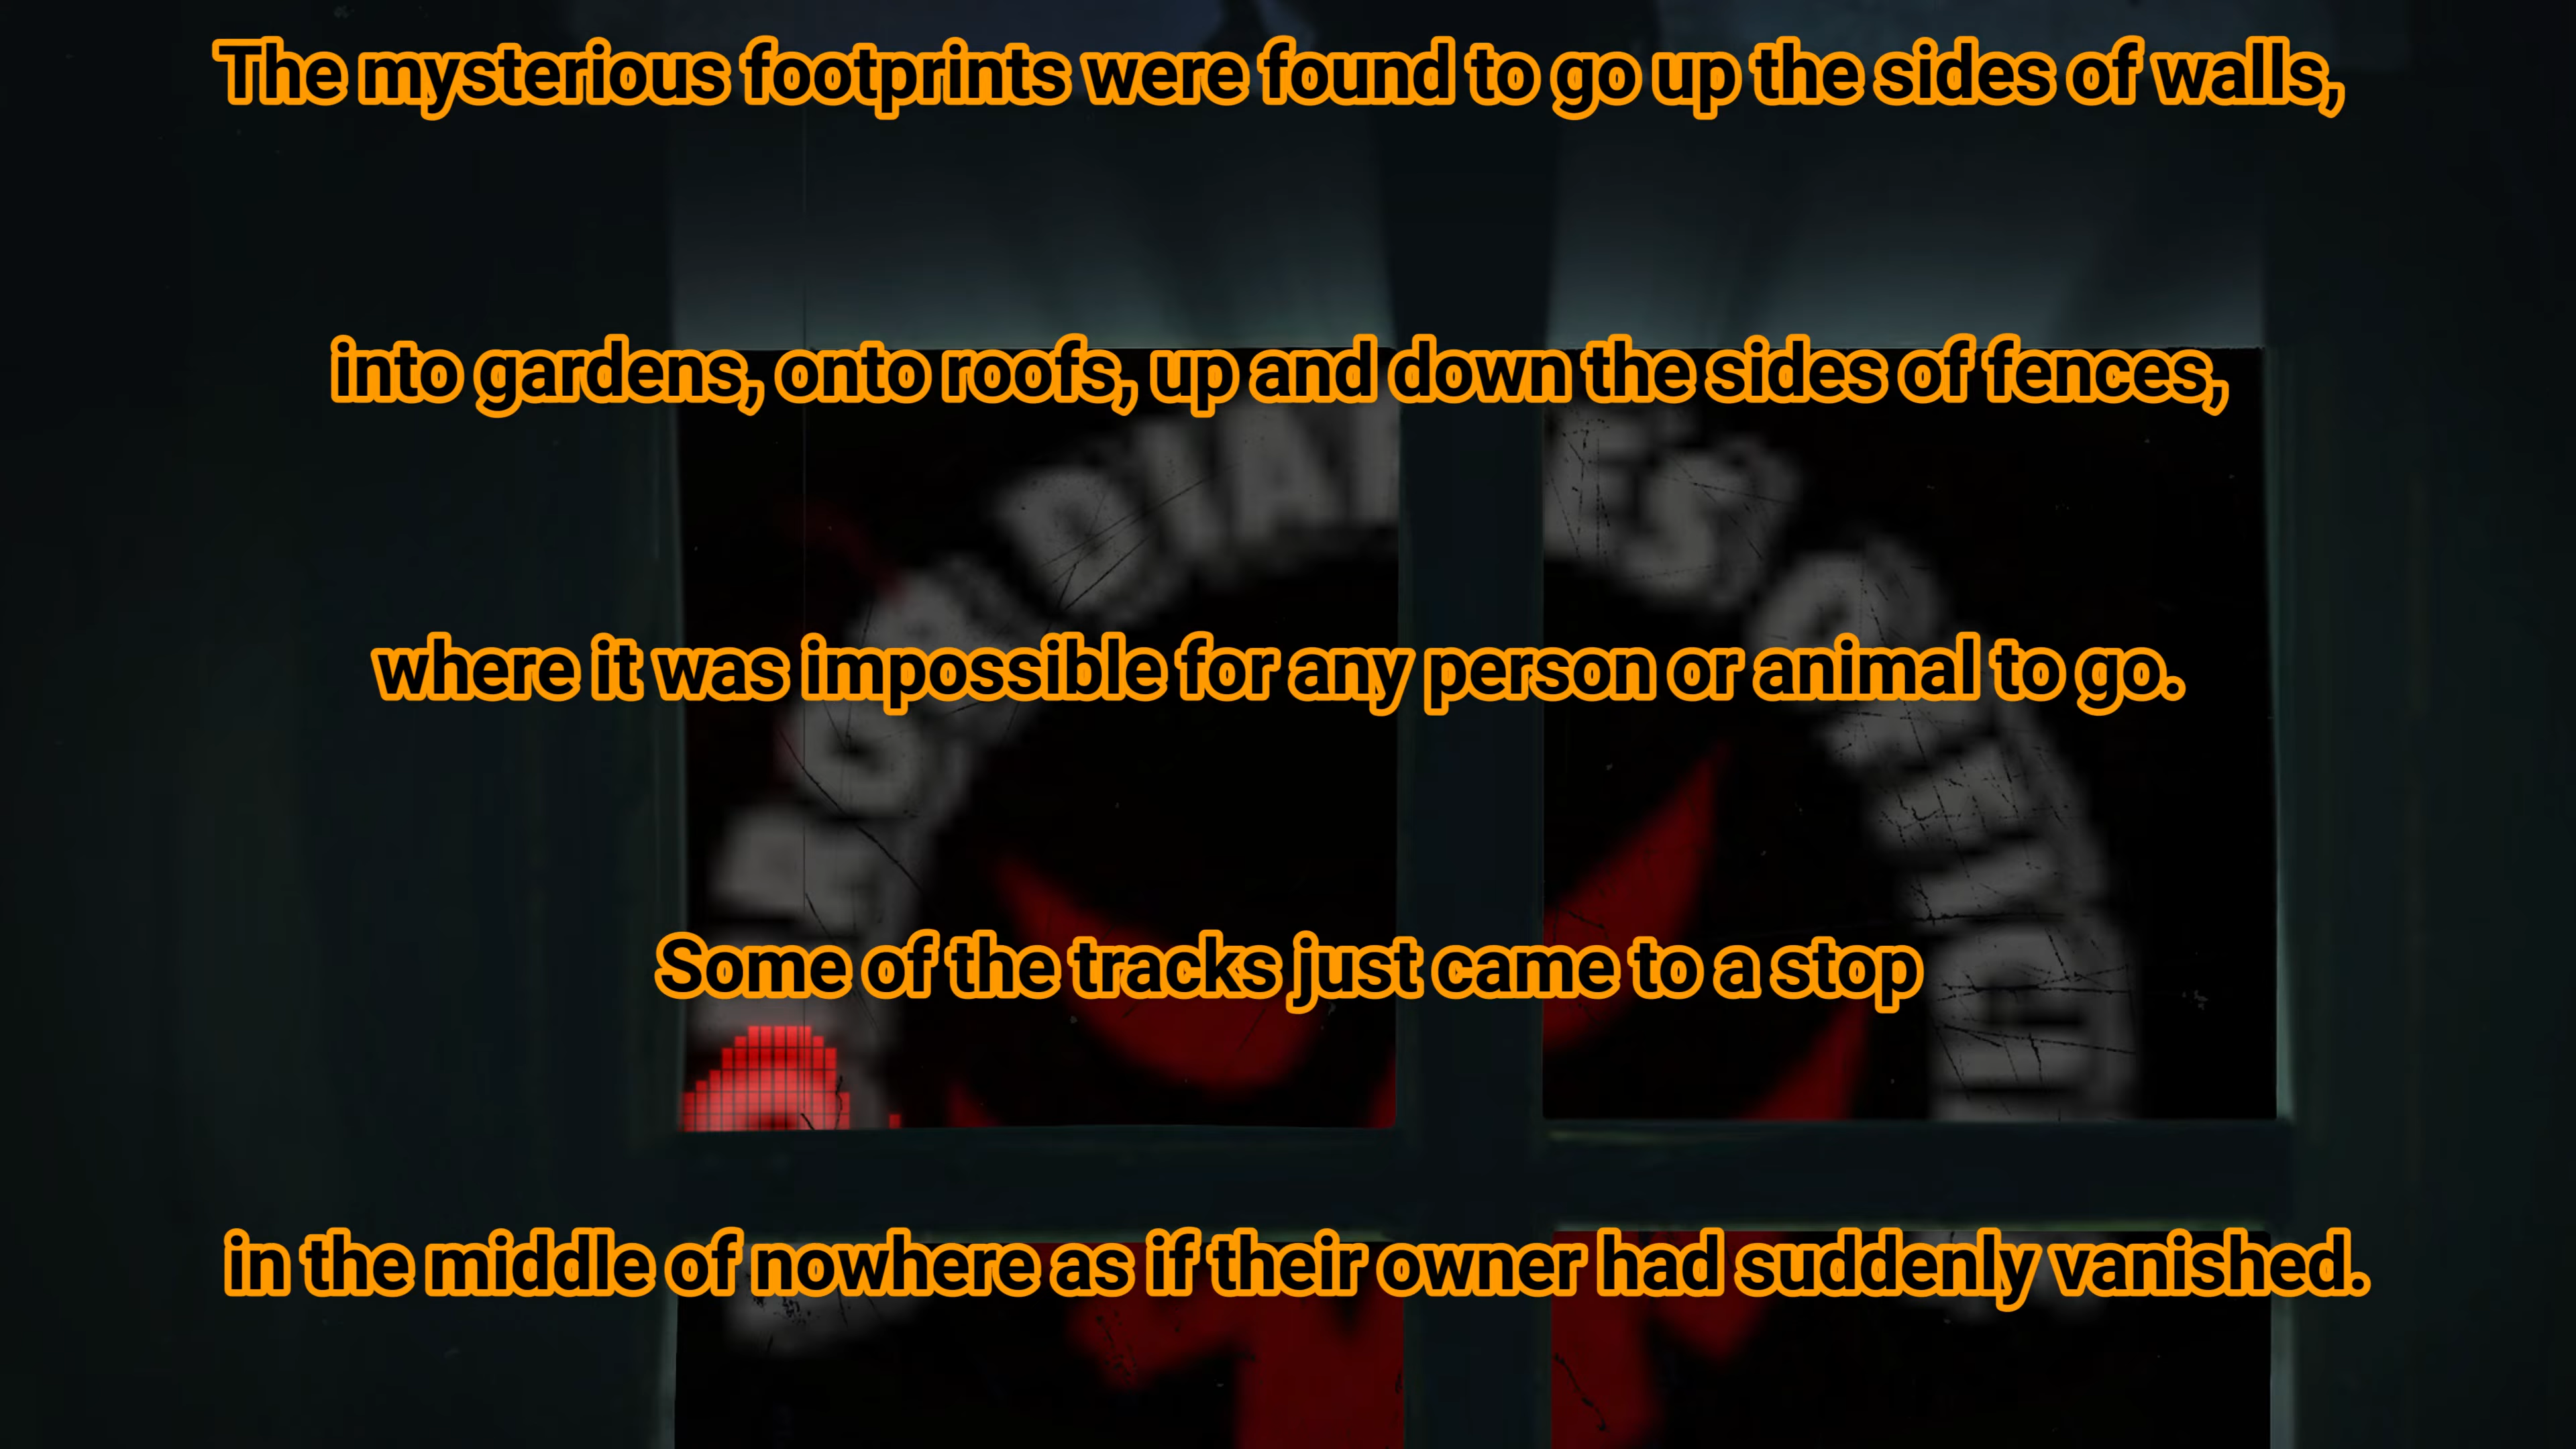 The mysterious footprints were found to go up the sides of walls,
into gardens, onto roofs, up and down the sides of fences,
where it was impossible for any person or animal to go.
Some of the tracks just came to a stop
in the middle of nowhere as if their owner had suddenly vanished.